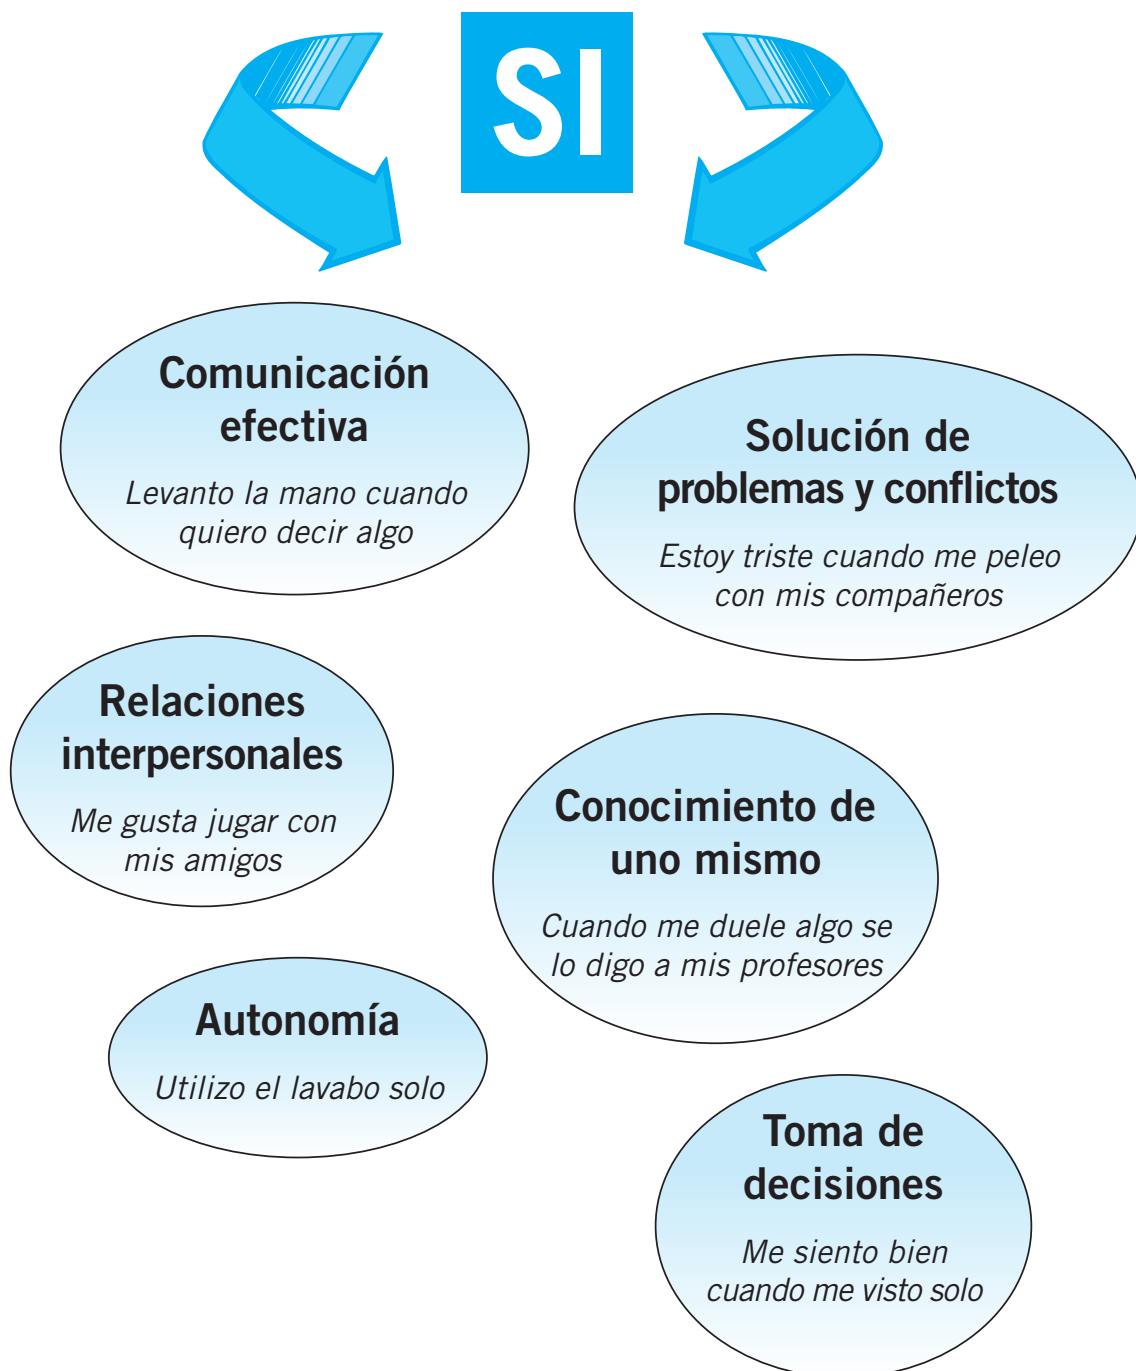 SI
Comunicación
efectiva
Levanto la mano cuando
quiero decir algo
Solución de
problemas y conflictos
Estoy triste cuando me peleo
con mis compañeros
Relaciones
interpersonales
Me gusta jugar con
mis amigos
Conocimiento de
uno mismo
Cuando me duele algo se
lo digo a mis profesores
Autonomía
Utilizo el lavabo solo
Toma de
decisiones
Me siento bien
cuando me visto solo